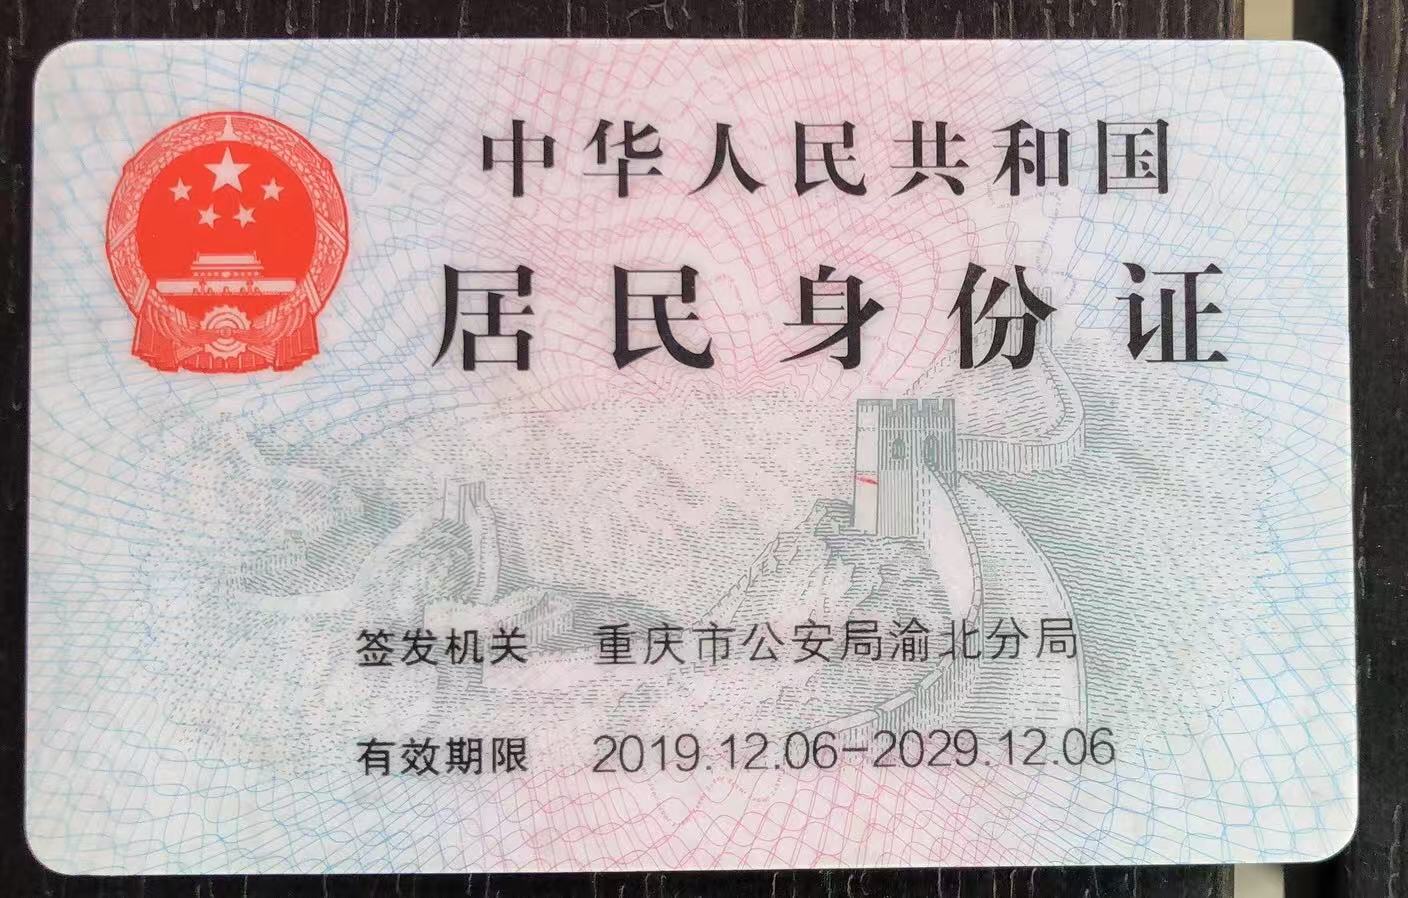 中华人民共和国
居民身份证
签发机关 重庆市公安局渝北分局
有效期限 2019.12.06-2029.12.06